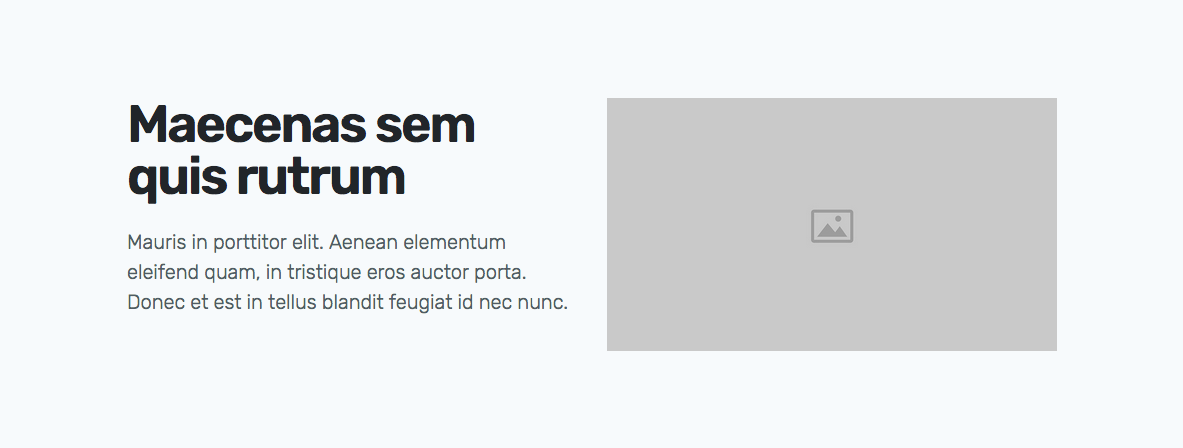 Maecenas sem
quis rutrum
Mauris in porttitor elit. Aenean elementum
eleifend quam, in tristique eros auctor porta.
Donec et est in tellus blandit feugiat id nec nunc.